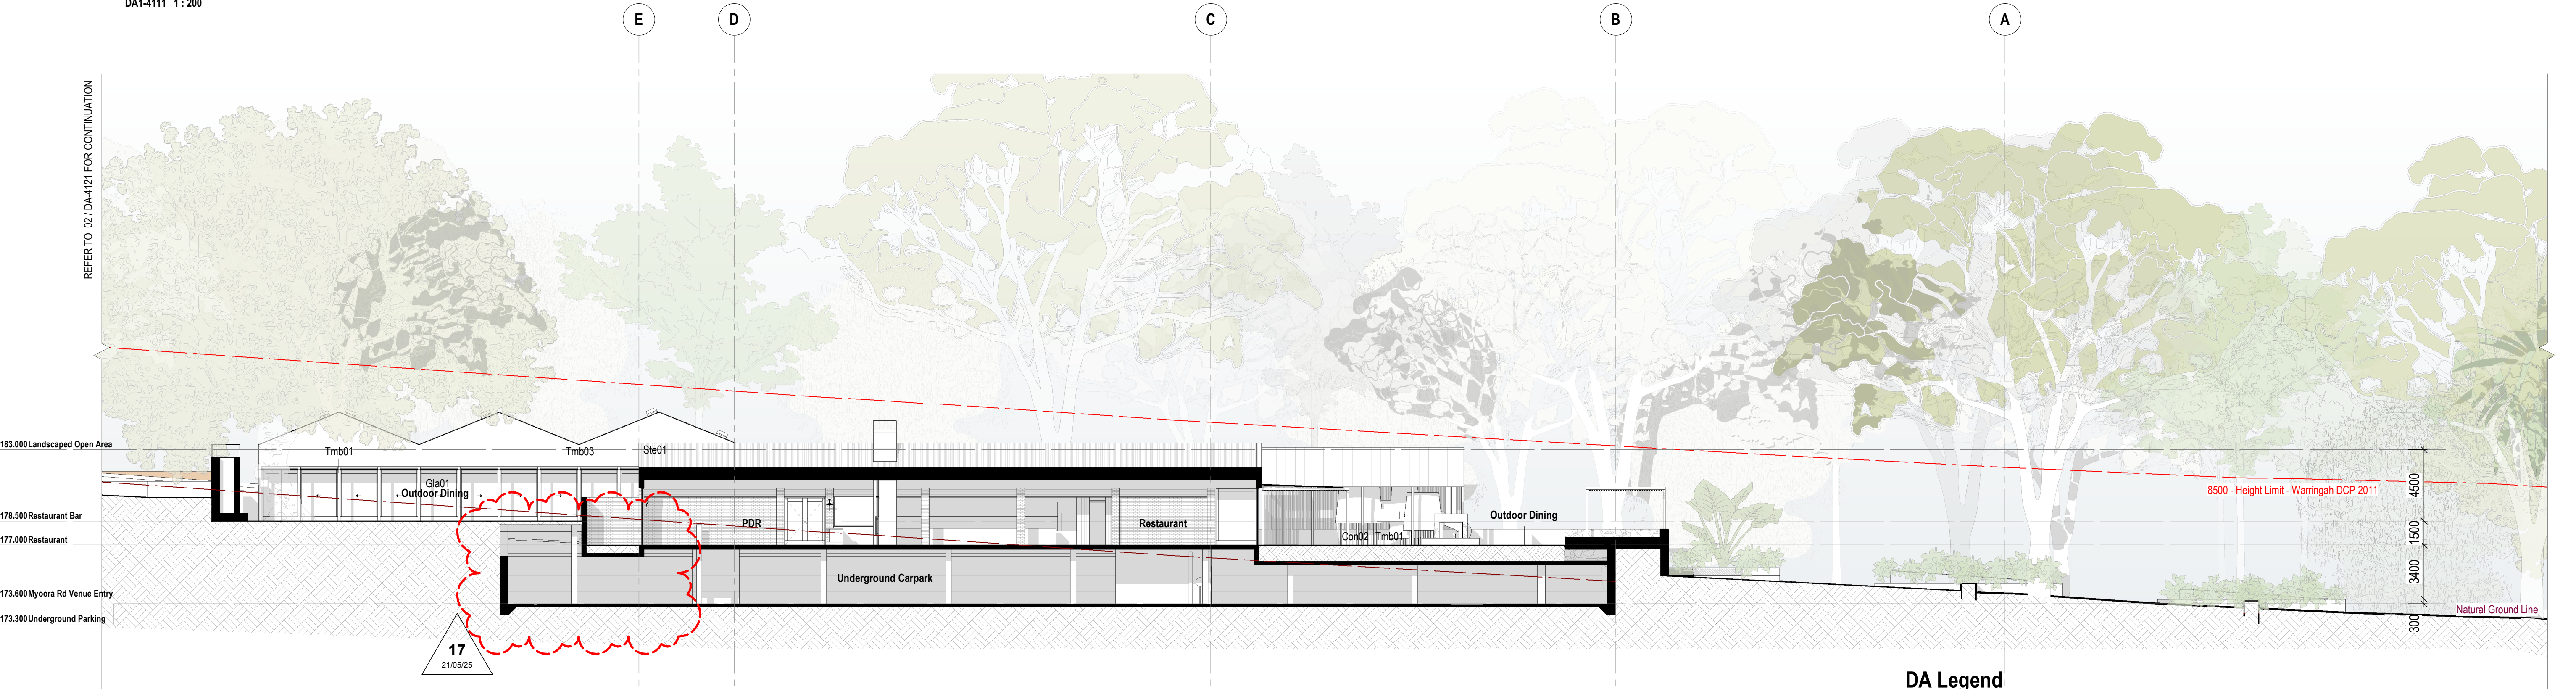 DA1-4111 1 : 200
E
D
C
B
A
REFER TO 02 / DA-4121 FOR CONTINUATION
183.000 Landscaped Open Area
Tmb01
Tmb03
Ste01
Gla01
Outdoor Dining
8500 - Height Limit - Warringah DCP 2011
4500
178.500 Restaurant Bar
PDR
Restaurant
Outdoor Dining
Con02
Tmb01
1500
177.000 Restaurant
Underground Carpark
3400
173.600 Myoora Rd Venue Entry
Natural Ground Line
173.300 Underground Parking
300
17
21/05/25
DA Legend